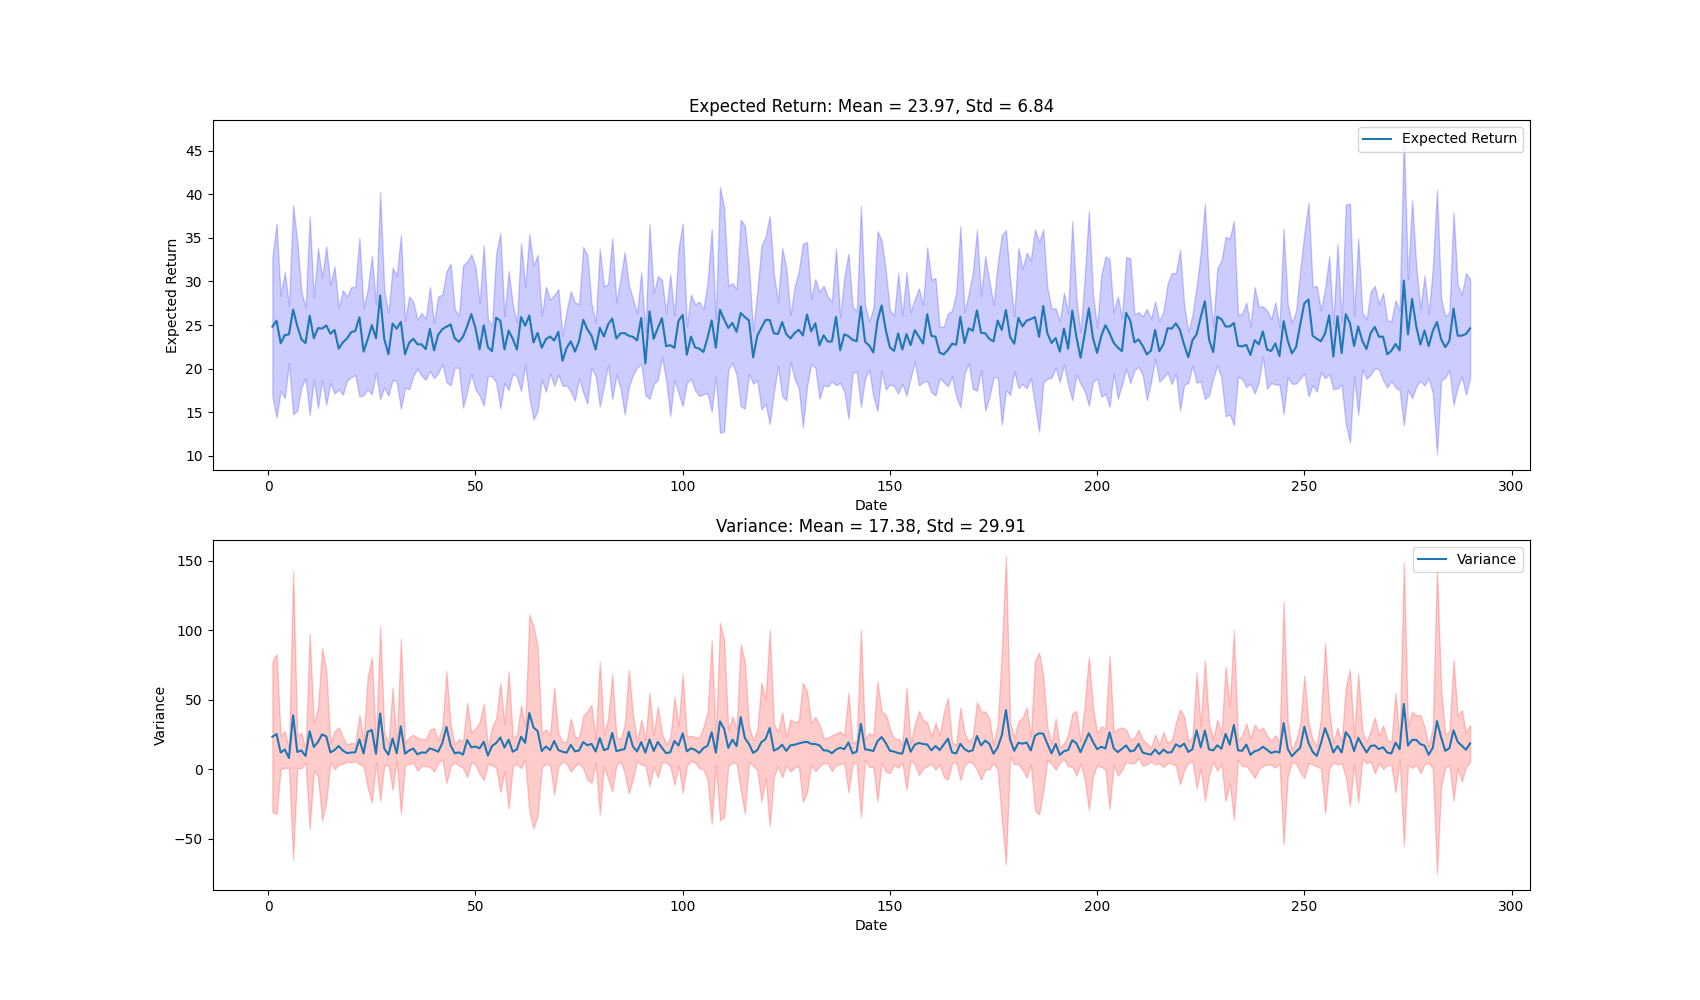 Expected Return: Mean = 23.97, Std = 6.84
Expected Return
45
40
35
30
25
20
15
10
Expected Return
0 50 100 150 200 250 300
Date
Variance: Mean = 17.38, Std = 29.91
Variance
150
100
50
0
−50
Variance
0 50 100 150 200 250 300
Date